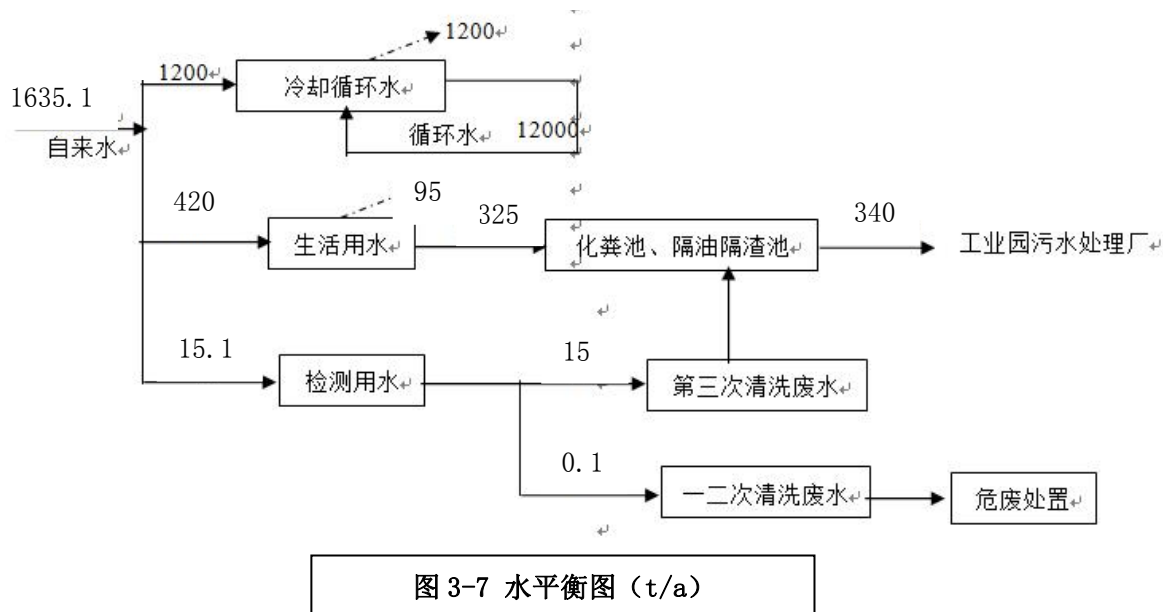 1200
1200
冷却循环水
1635.1
自来水
循环水
12000
420
95
生活用水
325
化粪池、隔油隔渣池
340
工业园污水处理厂
15.1
检测用水
15
第三次清洗废水
0.1
一二次清洗废水
危废处置
图 3-7 水平衡图（t/a）